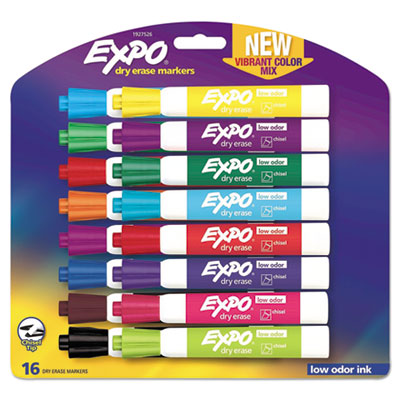 1927526
EXPO
dry erase markers
NEW
VIBRANT COLOR
MIX
EXPO low odor
dry erase chisel
EXPO low odor
dry erase chisel
EXPO low odor
dry erase chisel
EXPO low odor
dry erase chisel
EXPO low odor
dry erase chisel
EXPO low odor
dry erase chisel
EXPO low odor
dry erase chisel
EXPO low odor
dry erase chisel
Chisel
Tip
16 DRY ERASE MARKERS
low odor ink